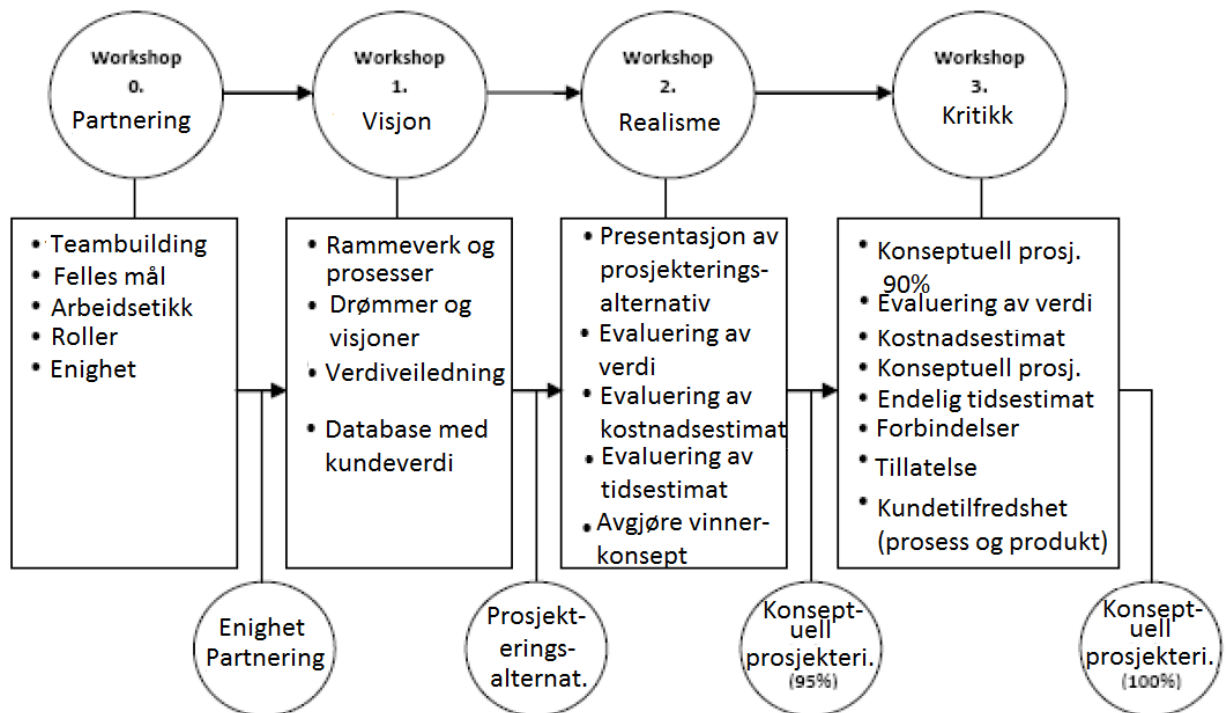 Workshop
0.
Partnering
Workshop
1.
Visjon
Workshop
2.
Realisme
Workshop
3.
Kritikk
• Teambuilding
• Felles mål
• Arbeidsetikk
• Roller
• Enighet
• Rammeverk og
prosesser
• Drømmer og
visjoner
• Verdiveiledning
• Database med
kundeverdi
• Presentasjon av
prosjekterings-
alternativ
• Evaluering av
verdi
• Evaluering av
kostnadsestimat
• Evaluering av
tidsestimat
• Avgjøre vinner-
konsept
• Konseptuell prosj.
90%
• Evaluering av verdi
• Kostnadsestimat
• Konseptuell prosj.
• Endelig tidsestimat
• Forbindelser
• Tillatelse
• Kundetilfredshet
(prosess og produkt)
Enighet
Partnering
Prosjekt-
erings-
alternat.
Konsept-
uell
prosjekteri.
(95%)
Konsept-
uell
prosjekteri.
(100%)